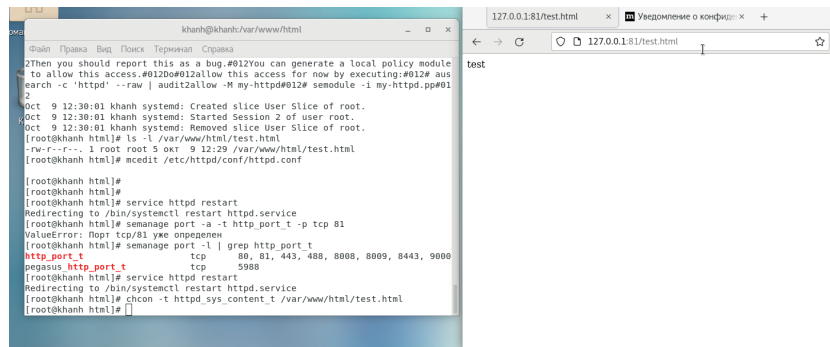 khanh@khanh:/var/www/html
Файл Правка Вид Поиск Терминал Справка
2Then you should report this as a bug.#012You can generate a local policy module
to allow this access.#012Do#012allow this access for now by executing:#012# aus
earch -c 'httpd' --raw | audit2allow -M my-httpd#012# semodule -i my-httpd.pp#01
2
Oct  9 12:30:01 khanh systemd: Created slice User Slice of root.
Oct  9 12:30:01 khanh systemd: Started Session 2 of user root.
Oct  9 12:30:01 khanh systemd: Removed slice User Slice of root.
[root@khanh html]# ls -l /var/www/html/test.html
-rw-r--r--. 1 root root 5 окт  9 12:29 /var/www/html/test.html
[root@khanh html]# mcedit /etc/httpd/conf/httpd.conf
[root@khanh html]#
[root@khanh html]#
[root@khanh html]# service httpd restart
Redirecting to /bin/systemctl restart httpd.service
[root@khanh html]# semanage port -a -t http_port_t -p tcp 81
ValueError: Порт tcp/81 уже определен
[root@khanh html]# semanage port -l | grep http_port_t
http_port_t                    tcp      80, 81, 443, 488, 8008, 8009, 8443, 9000
pegasus_http_port_t            tcp      5988
[root@khanh html]# service httpd restart
Redirecting to /bin/systemctl restart httpd.service
[root@khanh html]# chcon -t httpd_sys_content_t /var/www/html/test.html
[root@khanh html]#
127.0.0.1:81/test.html × m Уведомление о конфиде × +
127.0.0.1:81/test.html
test